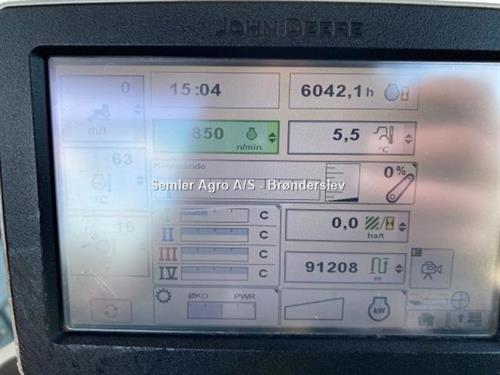 JOHN DEERE
0
m/t
15:04
6042,1 h
63
°C
850
n/min
5,5
°C
0 %
Semler Agro A/S - Brønderslev
16
I C
II C
III C
IV C
0,0
ha/t
91208
m
ØKO PWR
kW